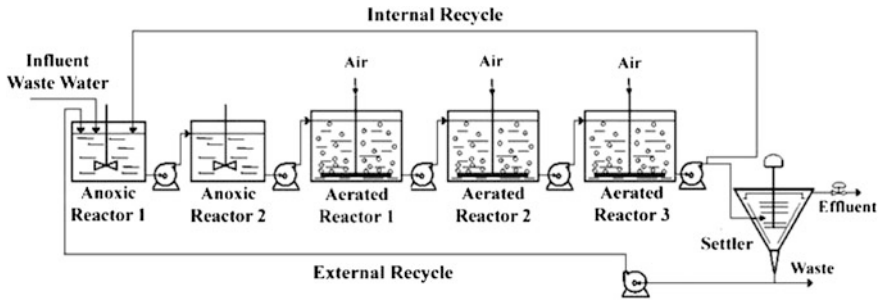 Internal Recycle
Influent
Waste Water
Air
Air
Air
Anoxic
Reactor 1
Anoxic
Reactor 2
Aerated
Reactor 1
Aerated
Reactor 2
Aerated
Reactor 3
Settler
Effluent
External Recycle
Waste